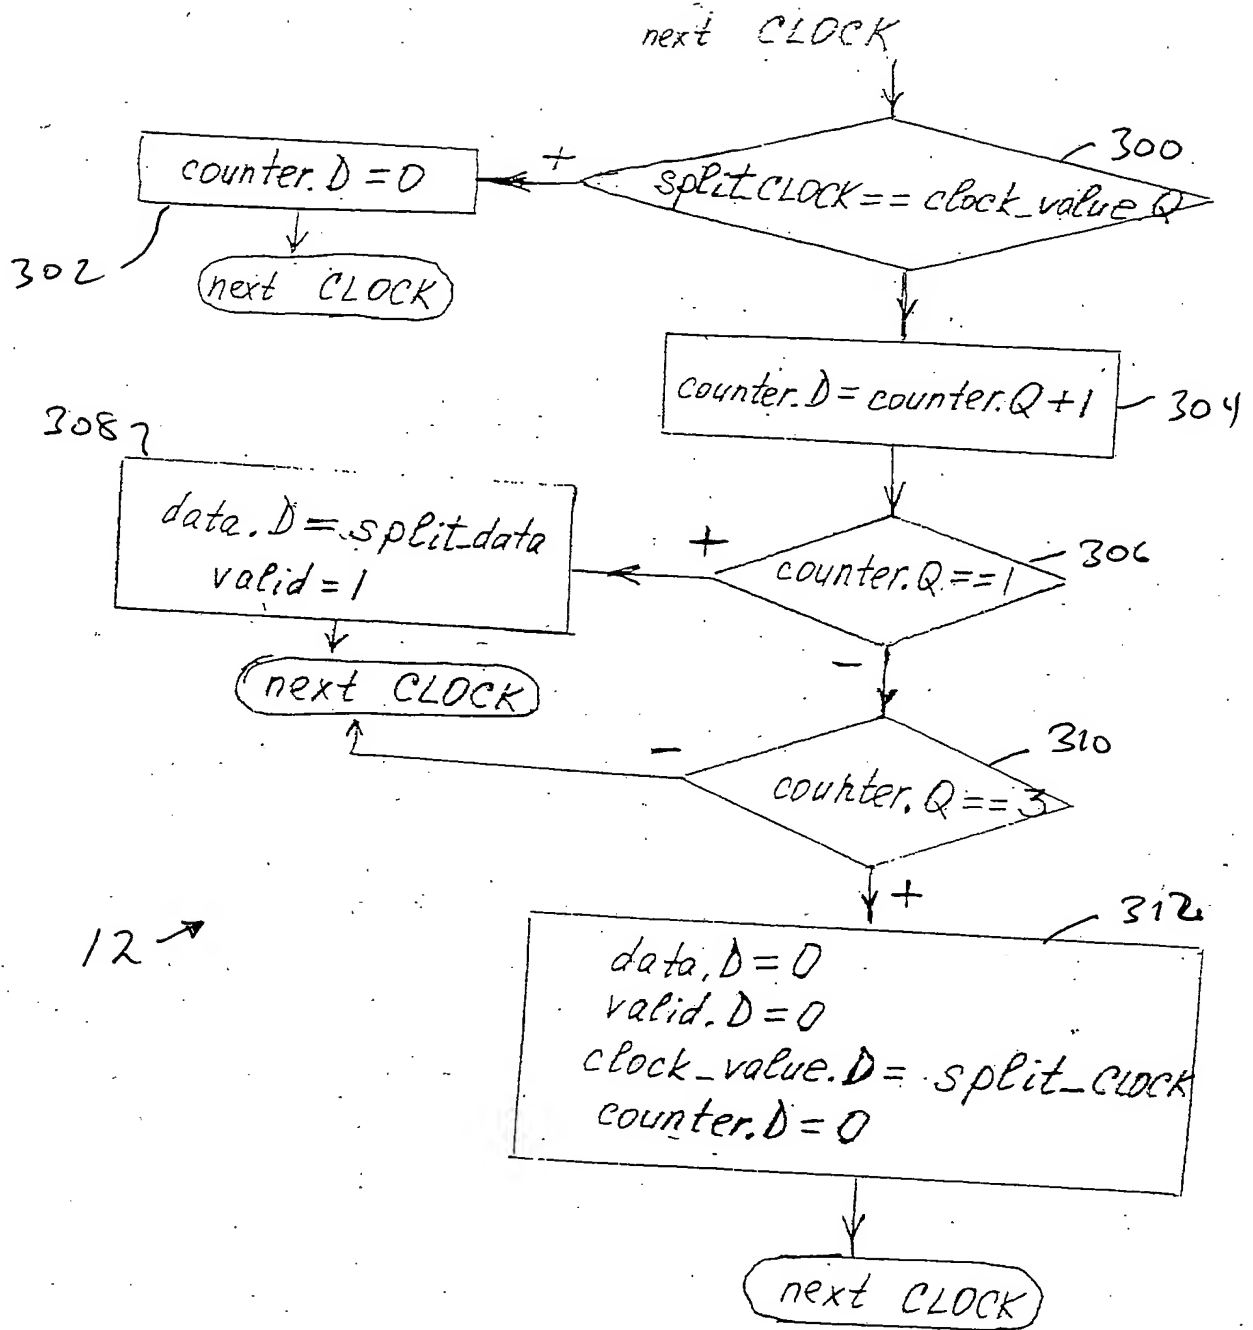 next CLOCK
300
split_CLOCK == clock_value Q
+
counter.D = 0
302
next CLOCK
counter.D = counter.Q + 1
304
308
data.D = split_data
valid = 1
+
counter.Q == 1
306
next CLOCK
-
310
-
counter.Q == 3
+
312
12
data.D = 0
valid.D = 0
clock_value.D = split_CLOCK
counter.D = 0
next CLOCK